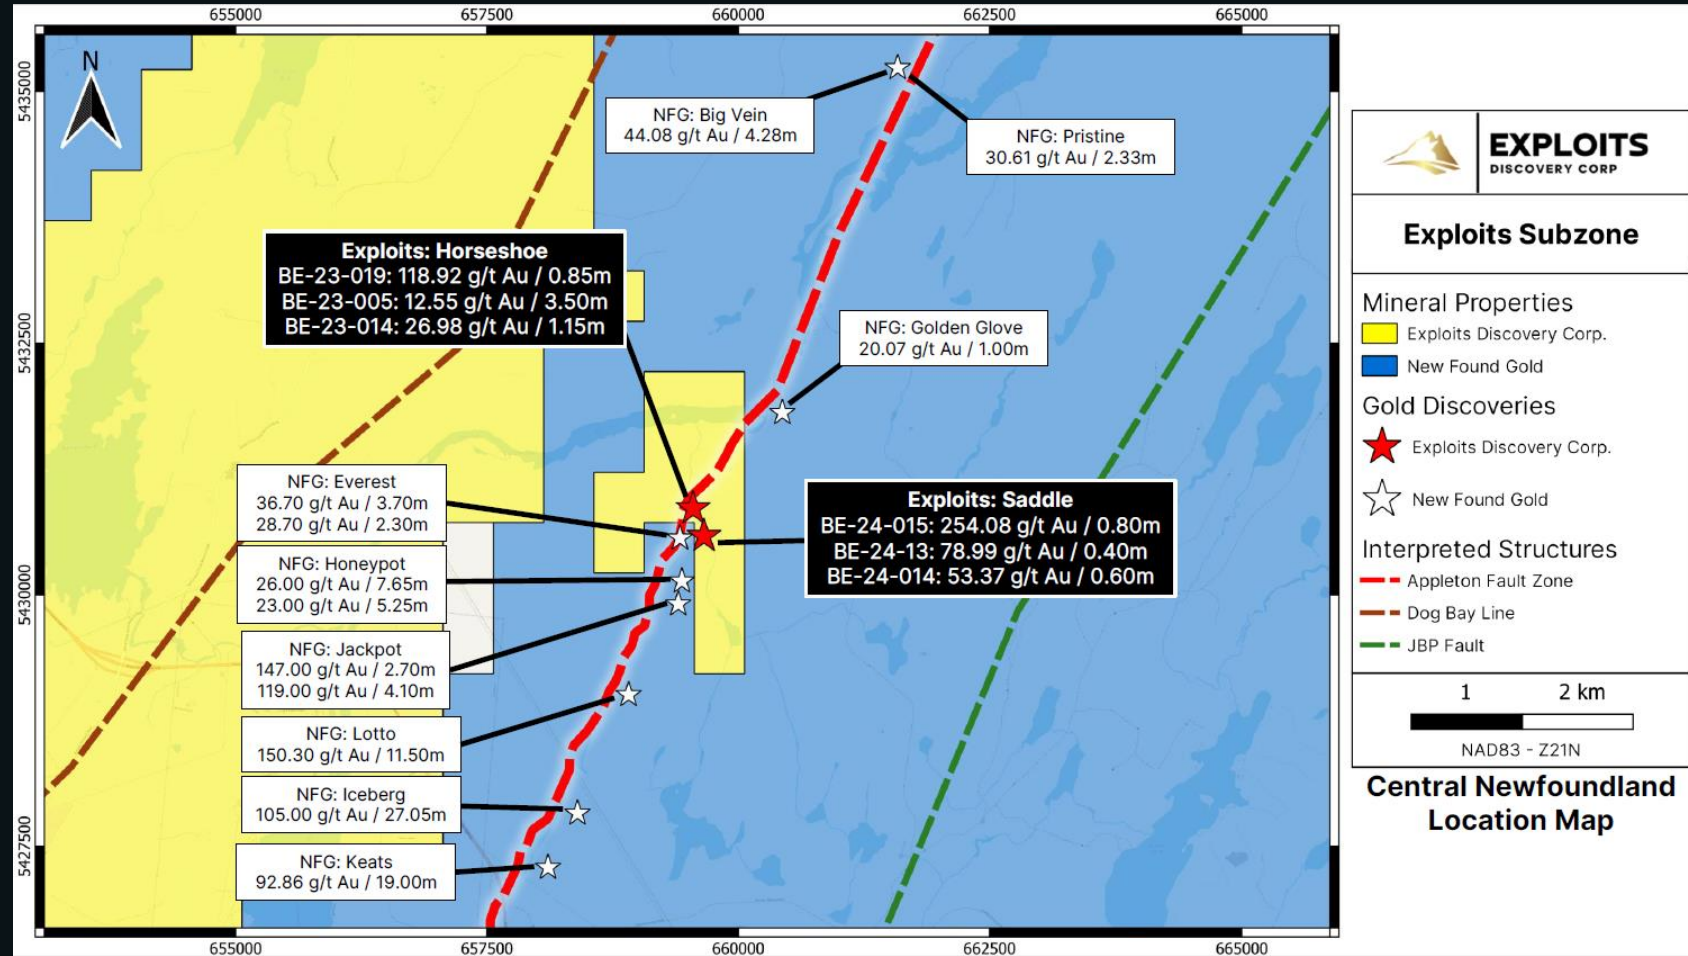 655000
657500
660000
662500
665000
5435000
5432500
5430000
5427500
N
NFG: Big Vein
44.08 g/t Au / 4.28m
NFG: Pristine
30.61 g/t Au / 2.33m
Exploits: Horseshoe
BE-23-019: 118.92 g/t Au / 0.85m
BE-23-005: 12.55 g/t Au / 3.50m
BE-23-014: 26.98 g/t Au / 1.15m
NFG: Golden Glove
20.07 g/t Au / 1.00m
NFG: Everest
36.70 g/t Au / 3.70m
28.70 g/t Au / 2.30m
Exploits: Saddle
BE-24-015: 254.08 g/t Au / 0.80m
BE-24-13: 78.99 g/t Au / 0.40m
BE-24-014: 53.37 g/t Au / 0.60m
NFG: Honeypot
26.00 g/t Au / 7.65m
23.00 g/t Au / 5.25m
NFG: Jackpot
147.00 g/t Au / 2.70m
119.00 g/t Au / 4.10m
NFG: Lotto
150.30 g/t Au / 11.50m
NFG: Iceberg
105.00 g/t Au / 27.05m
NFG: Keats
92.86 g/t Au / 19.00m
655000
657500
660000
662500
665000
EXPLOITS
DISCOVERY CORP
Exploits Subzone
Mineral Properties
Exploits Discovery Corp.
New Found Gold
Gold Discoveries
Exploits Discovery Corp.
New Found Gold
Interpreted Structures
Appleton Fault Zone
Dog Bay Line
JBP Fault
1 2 km
NAD83 - Z21N
Central Newfoundland
Location Map